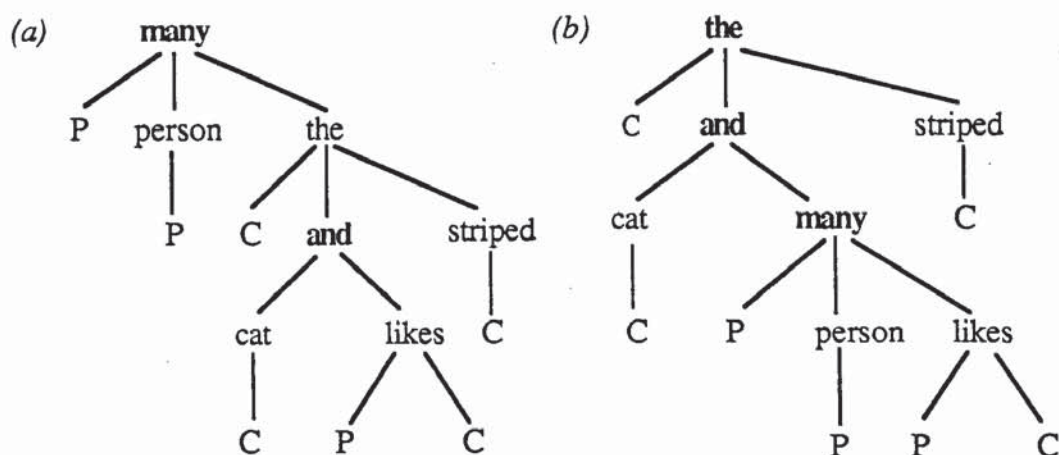 (a) many (b) the
P person the C and striped
P C and striped cat many C
cat likes C C P person likes
C P C P P C